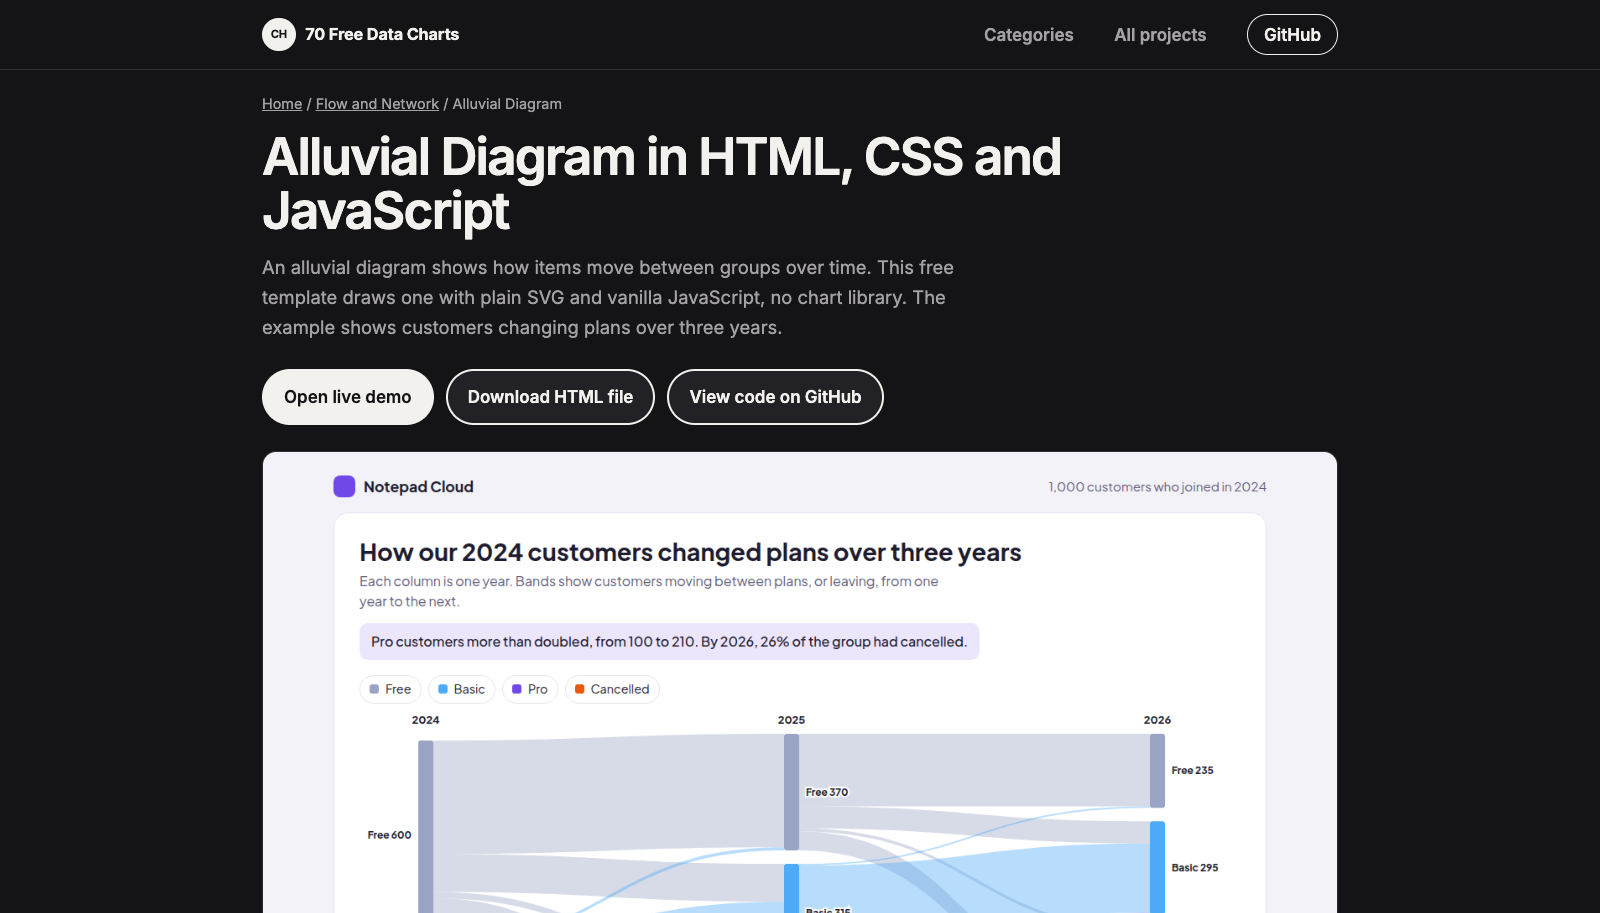 CH 70 Free Data Charts
Categories
All projects
GitHub
Home / Flow and Network / Alluvial Diagram
Alluvial Diagram in HTML, CSS and
JavaScript
An alluvial diagram shows how items move between groups over time. This free
template draws one with plain SVG and vanilla JavaScript, no chart library. The
example shows customers changing plans over three years.
Open live demo
Download HTML file
View code on GitHub
Notepad Cloud
1,000 customers who joined in 2024
How our 2024 customers changed plans over three years
Each column is one year. Bands show customers moving between plans, or leaving, from one
year to the next.
Pro customers more than doubled, from 100 to 210. By 2026, 26% of the group had cancelled.
Free
Basic
Pro
Cancelled
2024
2025
2026
Free 235
Free 370
Free 600
Basic 295
Basic 315